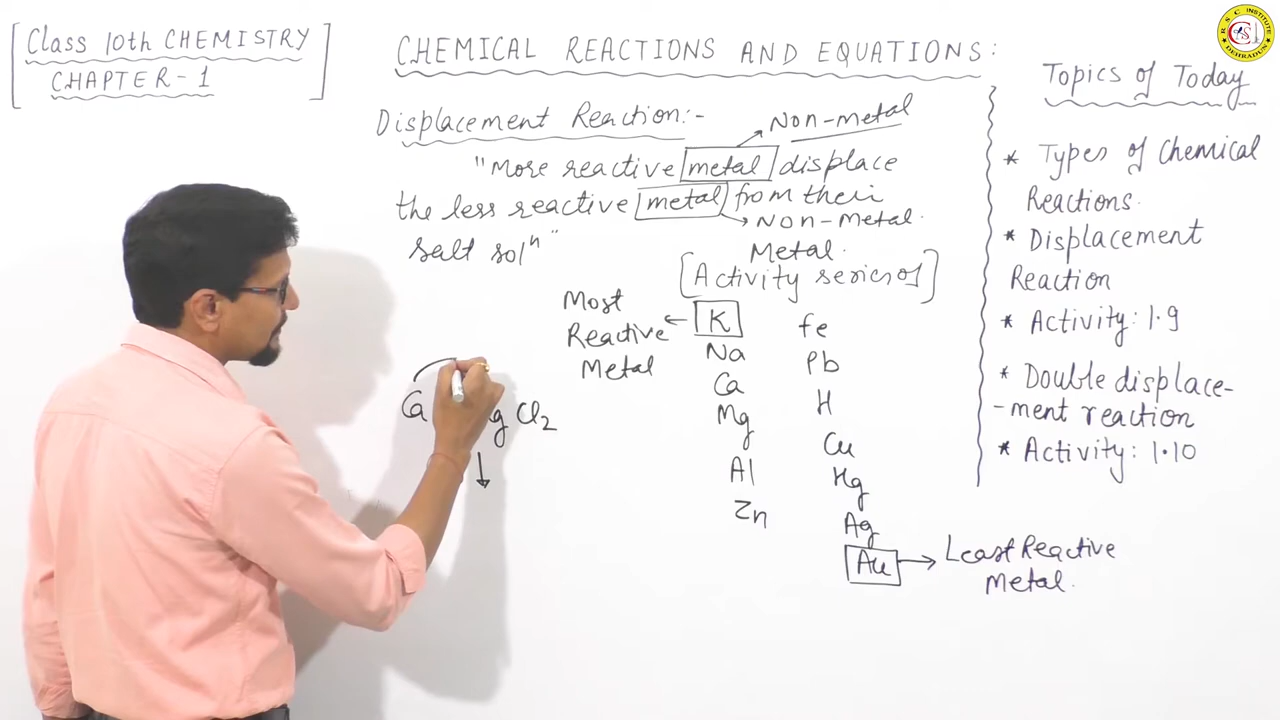 [Class 10th CHEMISTRY
CHAPTER-1]
CHEMICAL REACTIONS AND EQUATIONS:
Displacement Reaction:-
Non-metal
"More reactive metal displace
the less reactive metal from their
Non-Metal.
salt solⁿ"
Metal.
[Activity series of]
Most
Reactive
Metal
K
Na
Ca
Mg
Al
Zn
Fe
Pb
H
Cu
Hg
Ag
Au
Least Reactive
Metal.
Ca
g Cl2
Topics of Today
* Types of Chemical
Reactions.
* Displacement
Reaction
* Activity: 1.9
* Double displace-
-ment reaction
* Activity: 1.10
R S C INSTITUTE
DEHRADUN